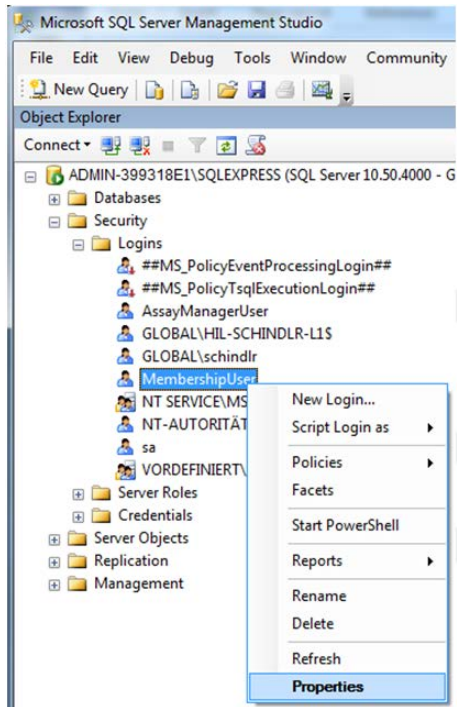 Microsoft SQL Server Management Studio
File Edit View Debug Tools Window Community
New Query
Object Explorer
Connect
ADMIN-399318E1\SQLEXPRESS (SQL Server 10.50.4000 - G
Databases
Security
Logins
##MS_PolicyEventProcessingLogin##
##MS_PolicyTsqlExecutionLogin##
AssayManagerUser
GLOBAL\HIL-SCHINDLR-L1$
GLOBAL\schindlr
MembershipUser
NT SERVICE\MS
NT-AUTORITÄT
sa
VORDEFINIERT\
Server Roles
Credentials
Server Objects
Replication
Management
New Login...
Script Login as
Policies
Facets
Start PowerShell
Reports
Rename
Delete
Refresh
Properties